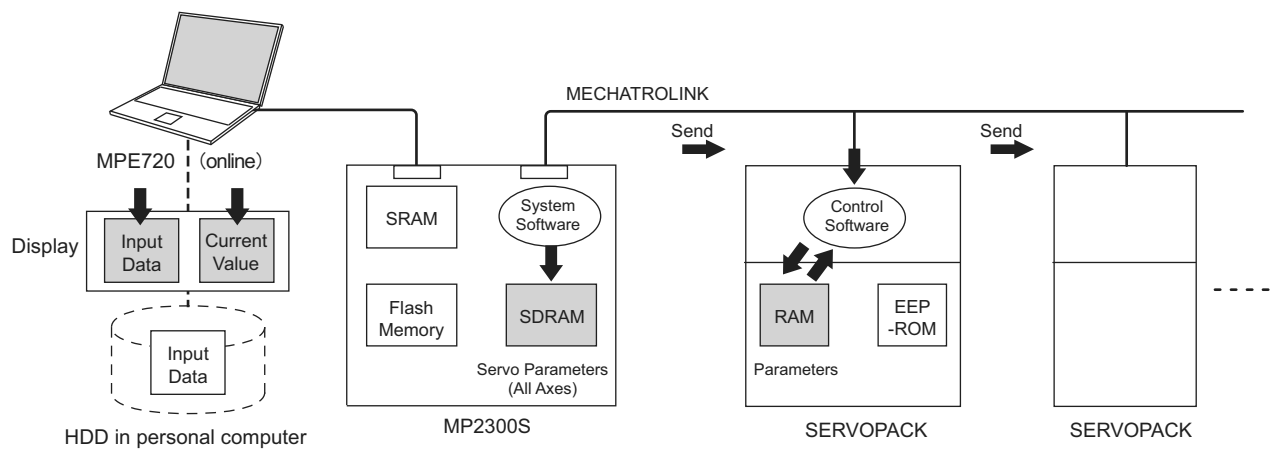 MECHATROLINK
Send
Send
MPE720 (online)
Display
Input
Data
Current
Value
Input
Data
HDD in personal computer
SRAM
System
Software
Flash
Memory
SDRAM
Servo Parameters
(All Axes)
MP2300S
Control
Software
RAM
EEP
-ROM
Parameters
SERVOPACK
SERVOPACK